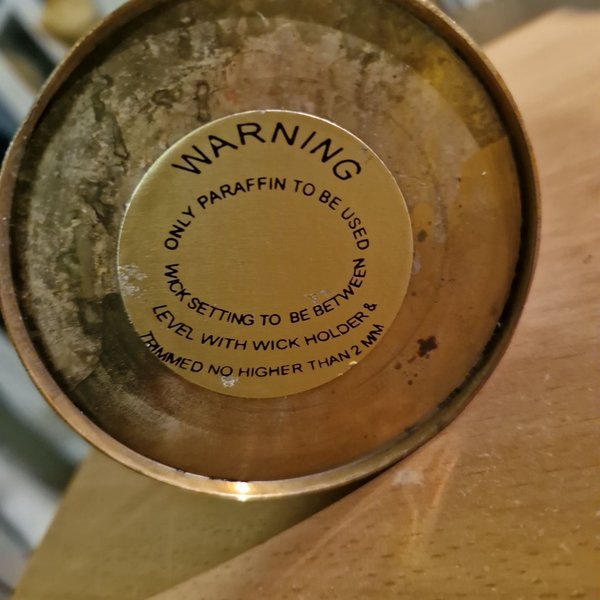 WARNING
ONLY PARAFFIN TO BE USED
WICK SETTING TO BE BETWEEN
LEVEL WITH WICK HOLDER &
TRIMMED NO HIGHER THAN 2 MM